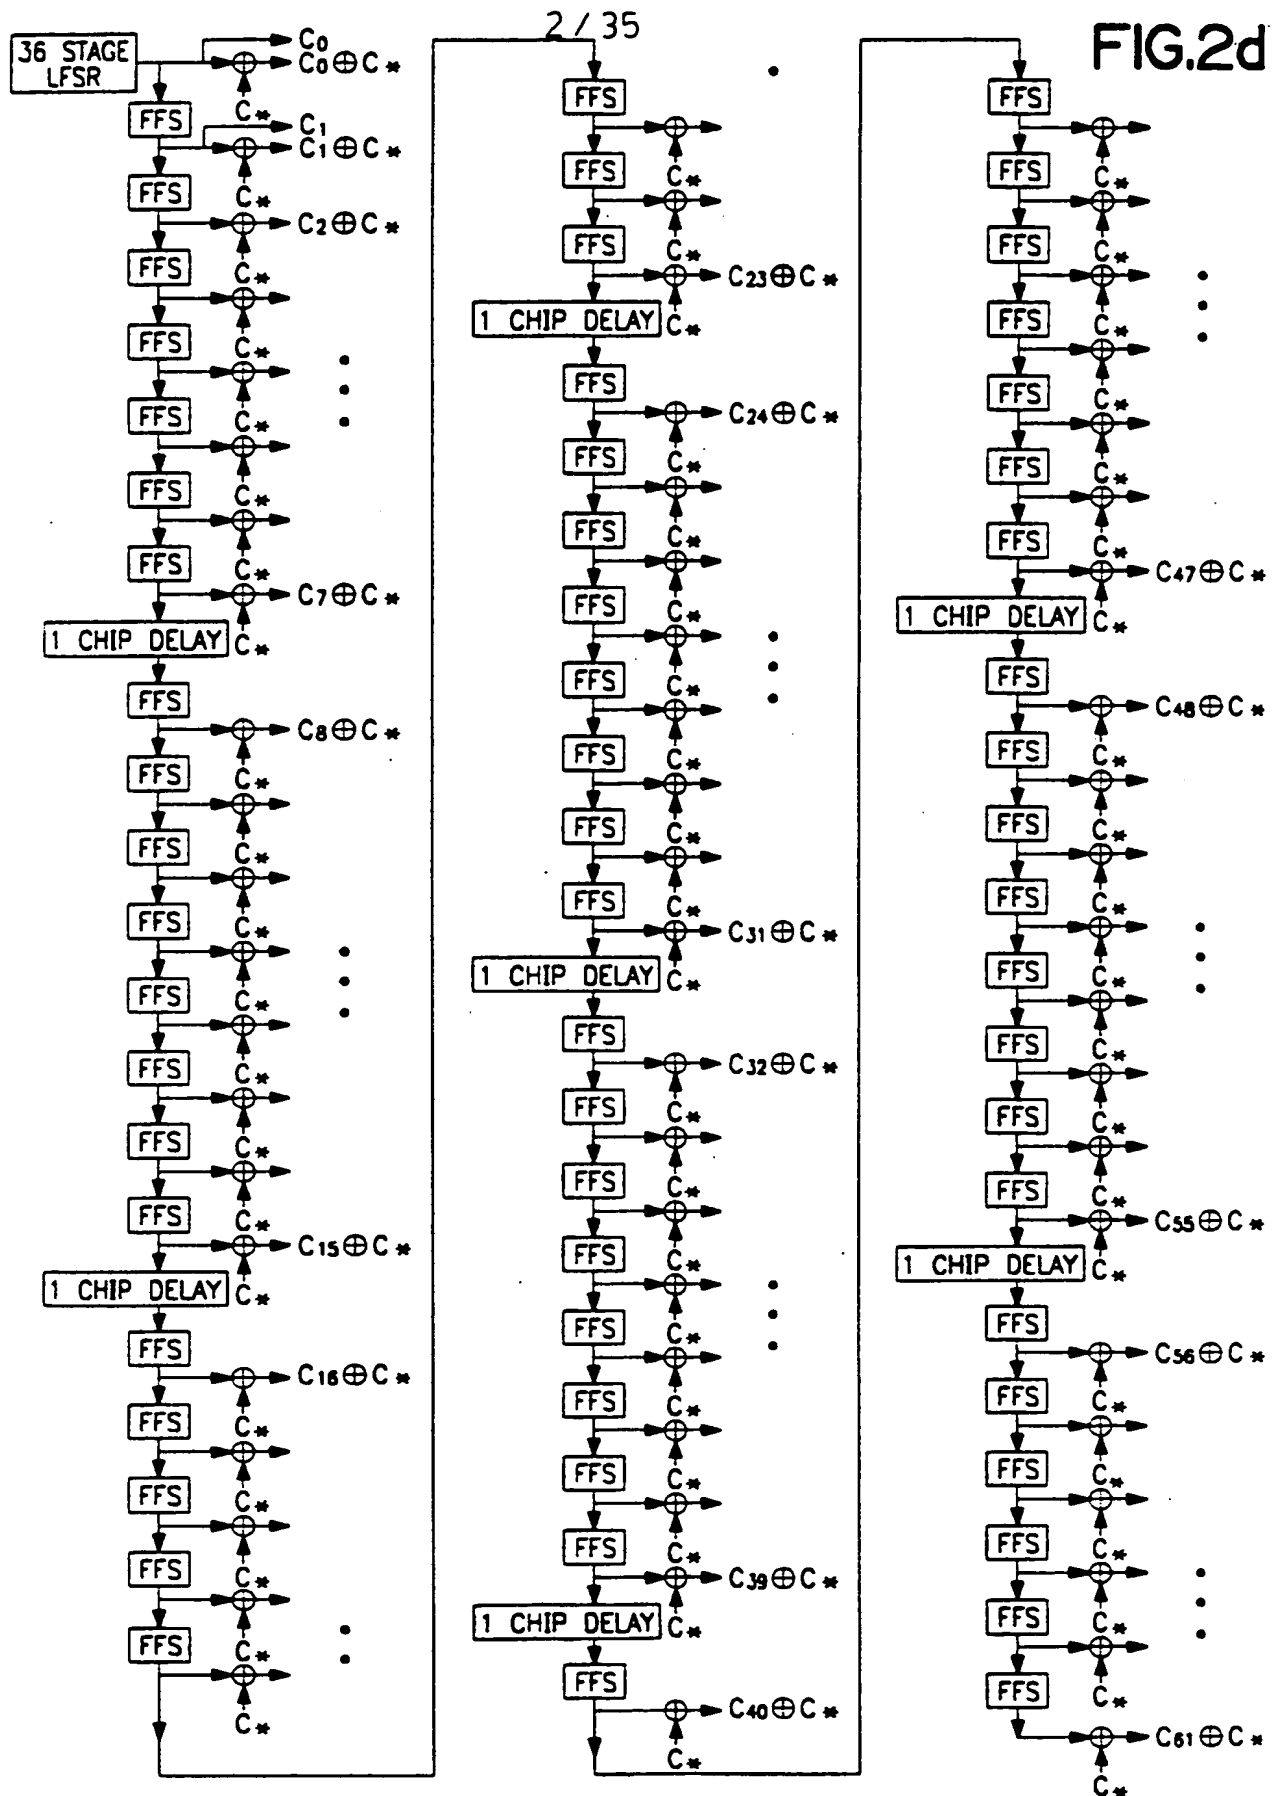 2 / 35
FIG.2d
36 STAGE
LFSR
C0
C0 ⊕ C*
C*
FFS
C1
C1 ⊕ C*
FFS
C*
C2 ⊕ C*
FFS
C*
FFS
C*
FFS
C*
FFS
C*
FFS
C*
C7 ⊕ C*
1 CHIP DELAY
C*
FFS
C8 ⊕ C*
FFS
C*
FFS
C*
FFS
C*
FFS
C*
FFS
C*
FFS
C*
FFS
C*
C15 ⊕ C*
1 CHIP DELAY
C*
FFS
C16 ⊕ C*
FFS
C*
FFS
C*
FFS
C*
FFS
C*
C*
FFS
FFS
C*
FFS
C*
C23 ⊕ C*
1 CHIP DELAY
C*
FFS
C24 ⊕ C*
FFS
C*
FFS
C*
FFS
C*
FFS
C*
FFS
C*
FFS
C*
FFS
C*
C31 ⊕ C*
1 CHIP DELAY
C*
FFS
C32 ⊕ C*
FFS
C*
FFS
C*
FFS
C*
FFS
C*
FFS
C*
FFS
C*
FFS
C*
C39 ⊕ C*
1 CHIP DELAY
C*
FFS
C40 ⊕ C*
C*
FFS
FFS
C*
FFS
C*
FFS
C*
FFS
C*
FFS
C*
FFS
C*
C47 ⊕ C*
1 CHIP DELAY
C*
FFS
C48 ⊕ C*
FFS
C*
FFS
C*
FFS
C*
FFS
C*
FFS
C*
FFS
C*
FFS
C*
C55 ⊕ C*
1 CHIP DELAY
C*
FFS
C56 ⊕ C*
FFS
C*
FFS
C*
FFS
C*
FFS
C*
FFS
C*
C61 ⊕ C*
C*